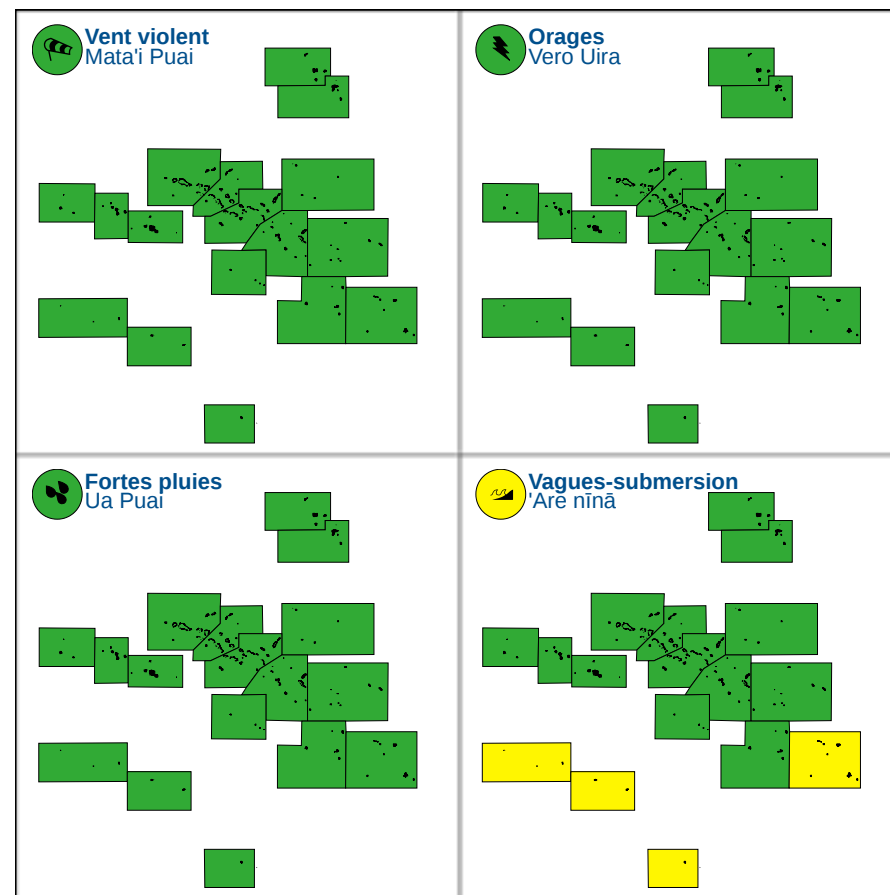 Vent violent
Mata'i Puai
Orages
Vero Uira
Fortes pluies
Ua Puai
Vagues-submersion
'Are nīnā